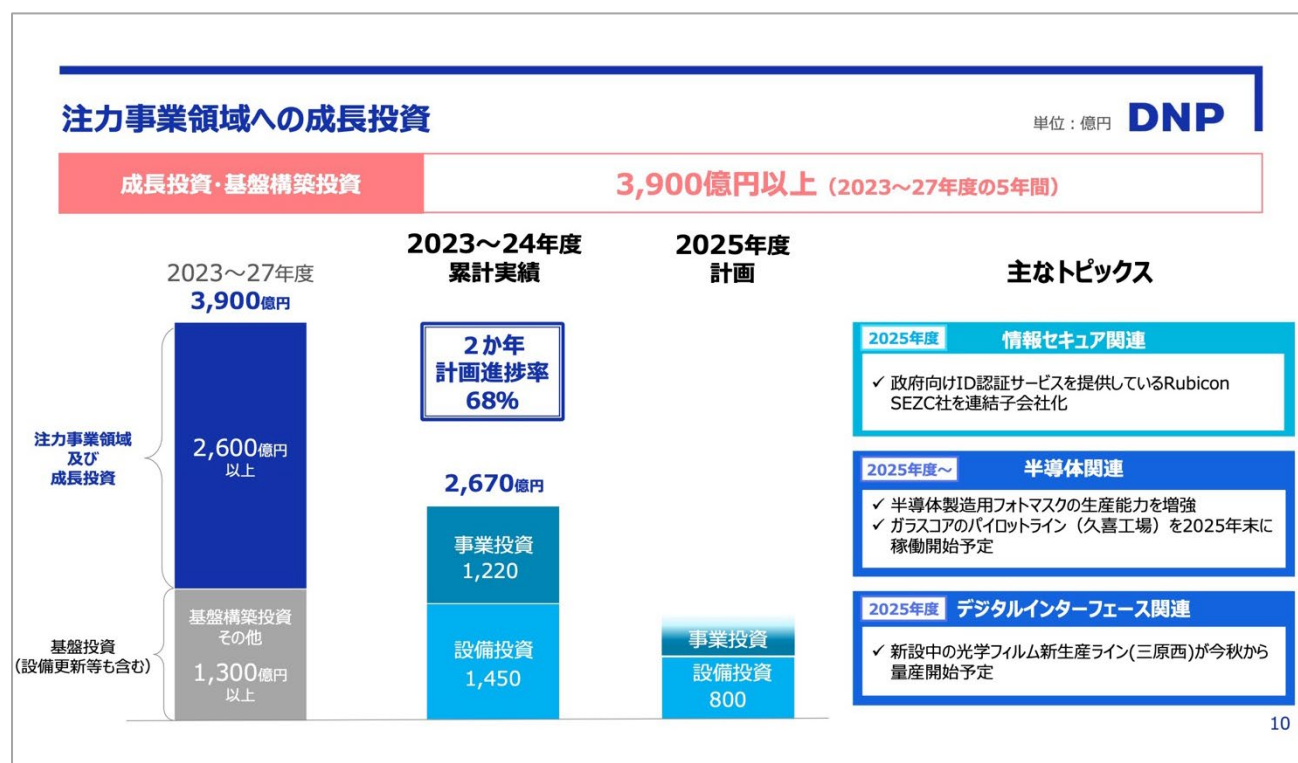 注力事業領域への成長投資
単位：億円 DNP
成長投資・基盤構築投資
3,900億円以上（2023～27年度の5年間）
2023～27年度
3,900億円
注力事業領域
及び
成長投資
2,600億円
以上
基盤投資
(設備更新等も含む)
基盤構築投資
その他
1,300億円
以上
2023～24年度
累計実績
２か年
計画進捗率
68%
2,670億円
事業投資
1,220
設備投資
1,450
2025年度
計画
事業投資
設備投資
800
主なトピックス
2025年度 情報セキュア関連
✓ 政府向けID認証サービスを提供しているRubicon
SEZC社を連結子会社化
2025年度～ 半導体関連
✓ 半導体製造用フォトマスクの生産能力を増強
✓ ガラスコアのパイロットライン（久喜工場）を2025年末に
稼働開始予定
2025年度 デジタルインターフェース関連
✓ 新設中の光学フィルム新生産ライン(三原西)が今秋から
量産開始予定
10